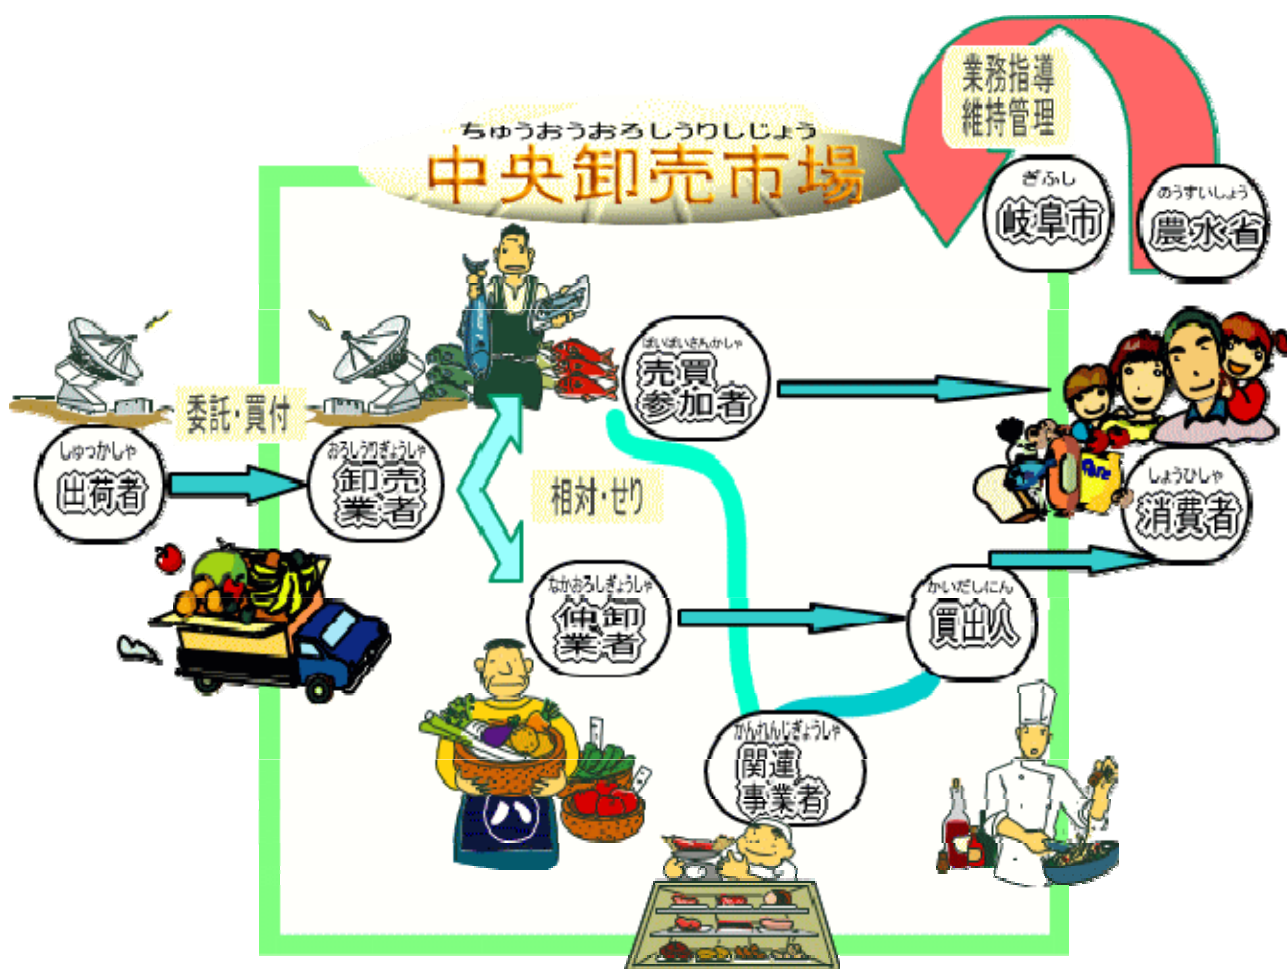 業務指導
維持管理
ちゅうおうおろしうりしじょう
中央卸売市場
ぎふし
岐阜市
のうすいしょう
農水省
ばいばいさんかしゃ
売買
参加者
委託・買付
しゅっかしゃ
出荷者
おろしうりぎょうしゃ
卸売
業者
相対・せり
しょうひしゃ
消費者
なかおろしぎょうしゃ
仲卸
業者
かいだしにん
買出人
かんれんじぎょうしゃ
関連
事業者